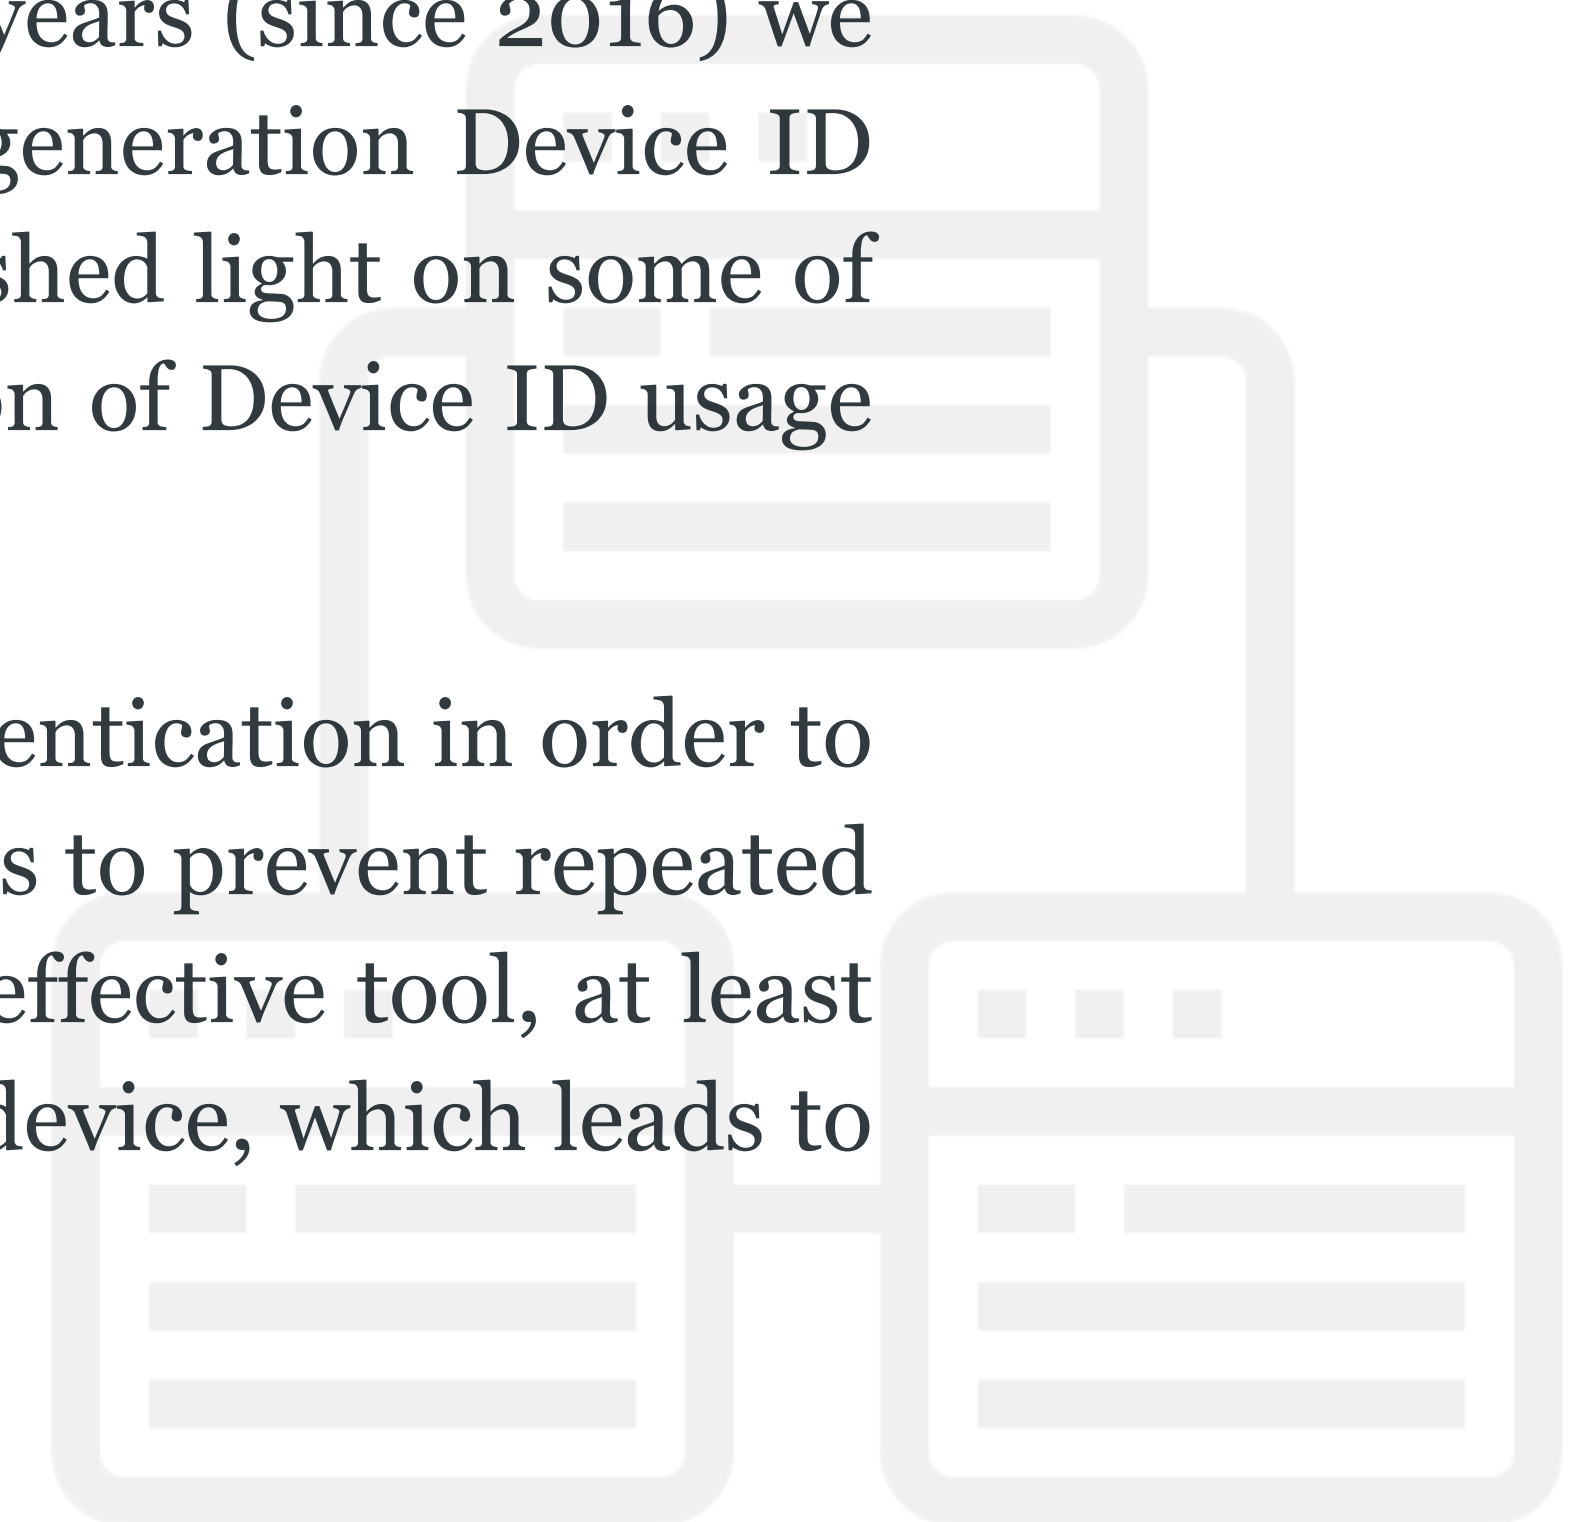 years (since 2016) we
generation Device ID
shed light on some of
on of Device ID usage
entication in order to
s to prevent repeated
effective tool, at least
device, which leads to